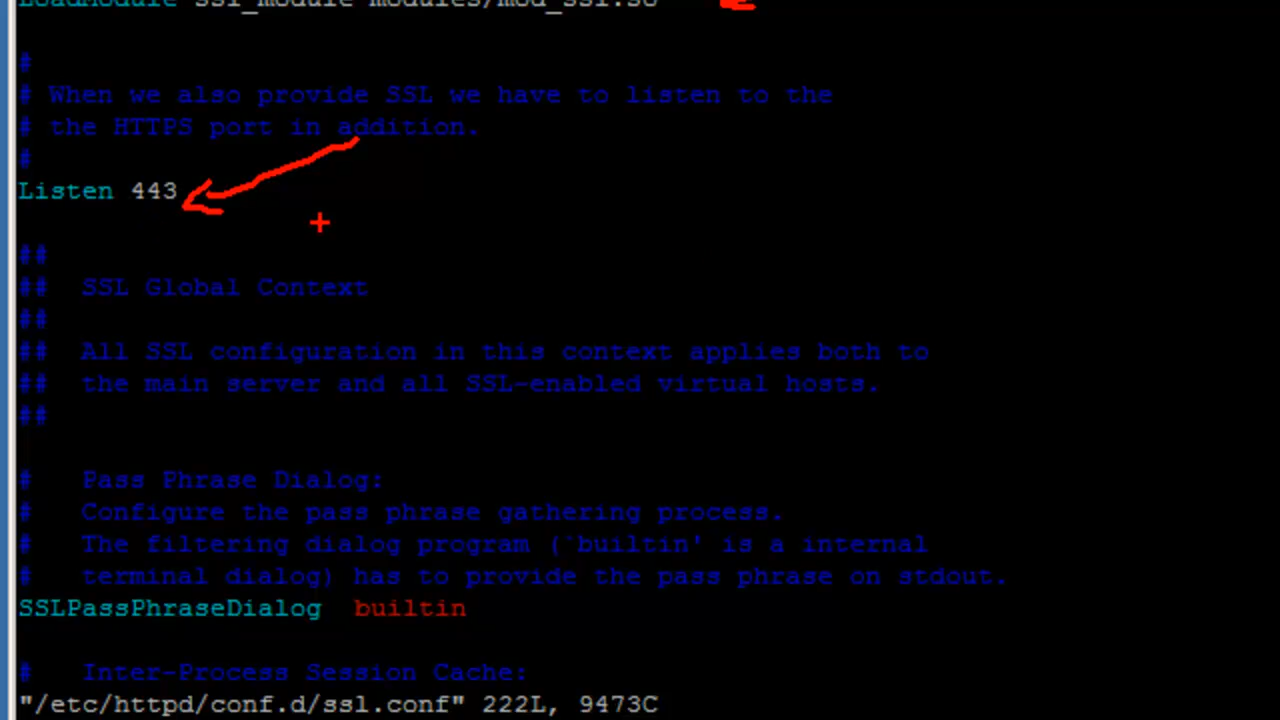 LoadModule ssl_module modules/mod_ssl.so
#
# When we also provide SSL we have to listen to the
# the HTTPS port in addition.
#
Listen 443
##
##  SSL Global Context
##
##  All SSL configuration in this context applies both to
##  the main server and all SSL-enabled virtual hosts.
##
#   Pass Phrase Dialog:
#   Configure the pass phrase gathering process.
#   The filtering dialog program (`builtin' is a internal
#   terminal dialog) has to provide the pass phrase on stdout.
SSLPassPhraseDialog  builtin
#   Inter-Process Session Cache:
"/etc/httpd/conf.d/ssl.conf" 222L, 9473C